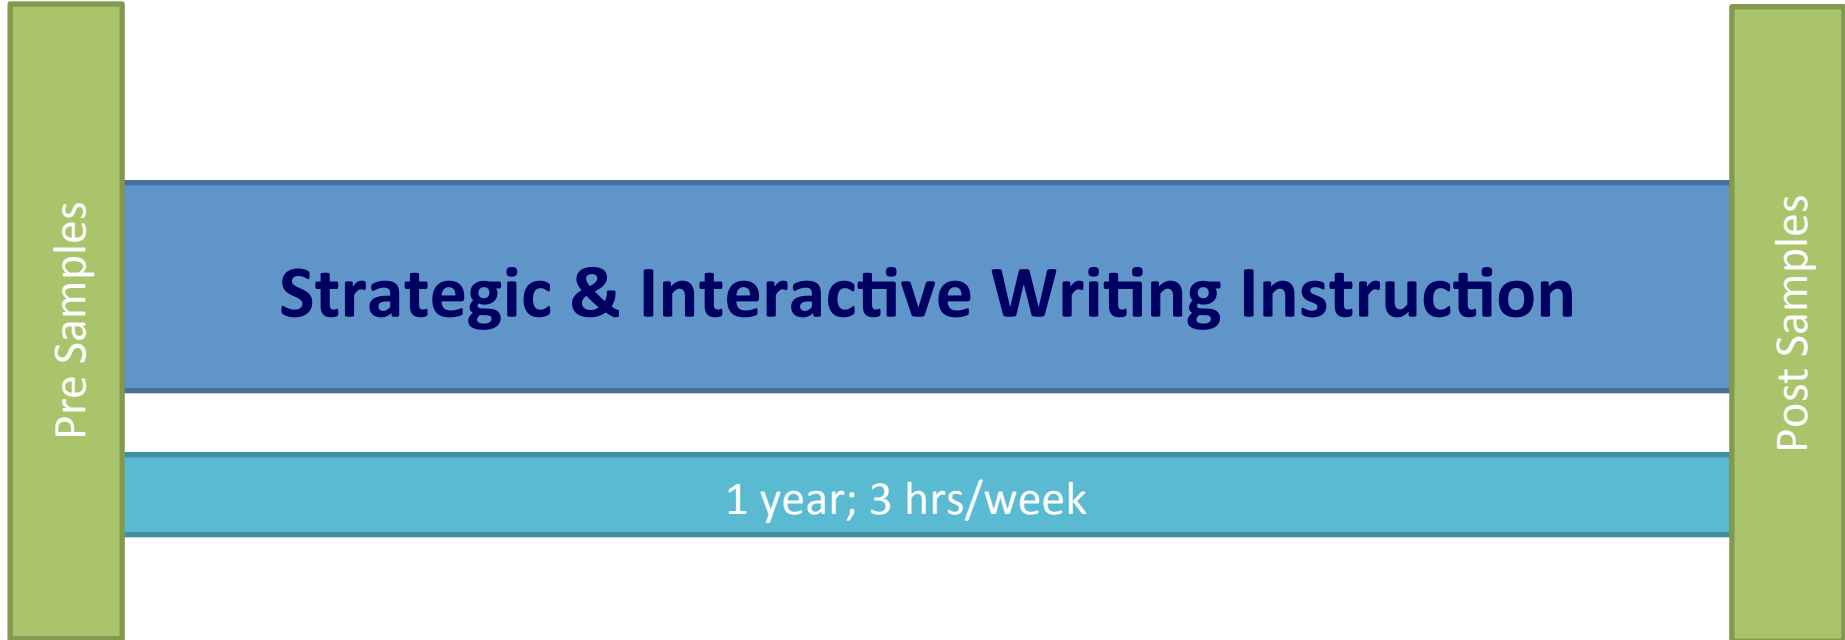 Pre Samples
Strategic & Interactive Writing Instruction
1 year; 3 hrs/week
Post Samples